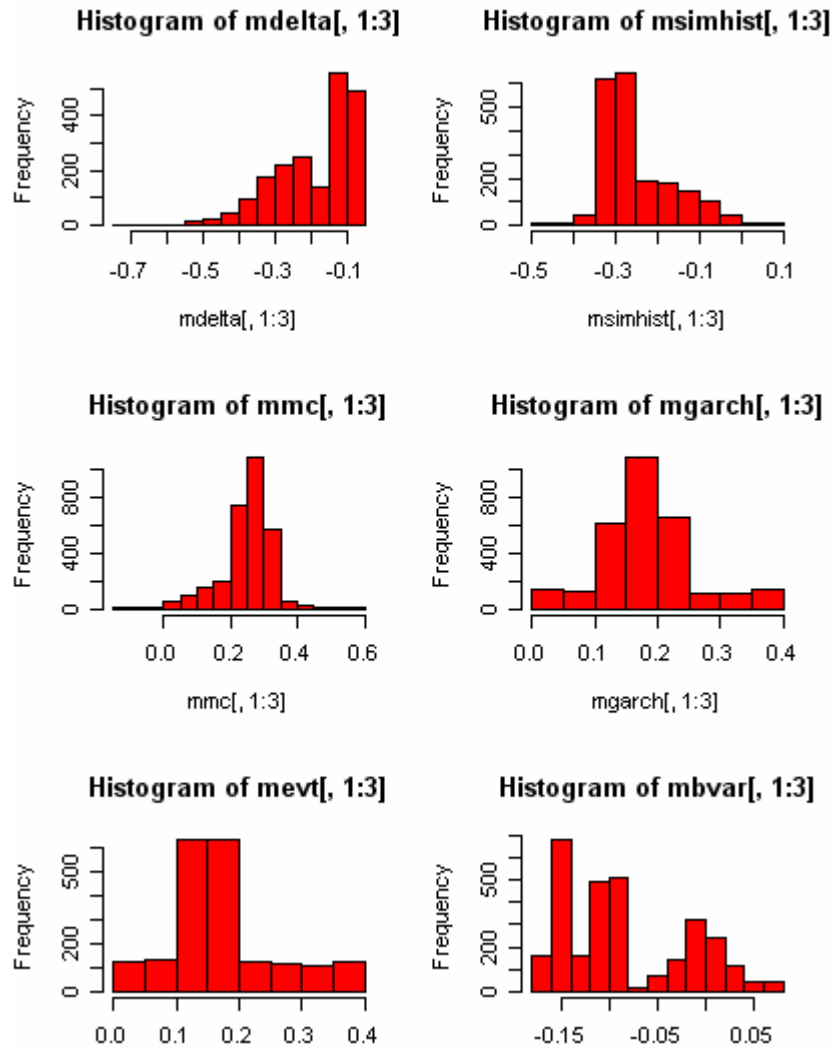 Histogram of mdelta[, 1:3]
Frequency
0 200 400
-0.7 -0.5 -0.3 -0.1
mdelta[, 1:3]
Histogram of msimhist[, 1:3]
Frequency
0 200 500
-0.5 -0.3 -0.1 0.1
msimhist[, 1:3]
Histogram of mmc[, 1:3]
Frequency
0 400 800
0.0 0.2 0.4 0.6
mmc[, 1:3]
Histogram of mgarch[, 1:3]
Frequency
0 400 800
0.0 0.1 0.2 0.3 0.4
mgarch[, 1:3]
Histogram of mevt[, 1:3]
Frequency
0 200 500
0.0 0.1 0.2 0.3 0.4
Histogram of mbvar[, 1:3]
Frequency
0 200 500
-0.15 -0.05 0.05